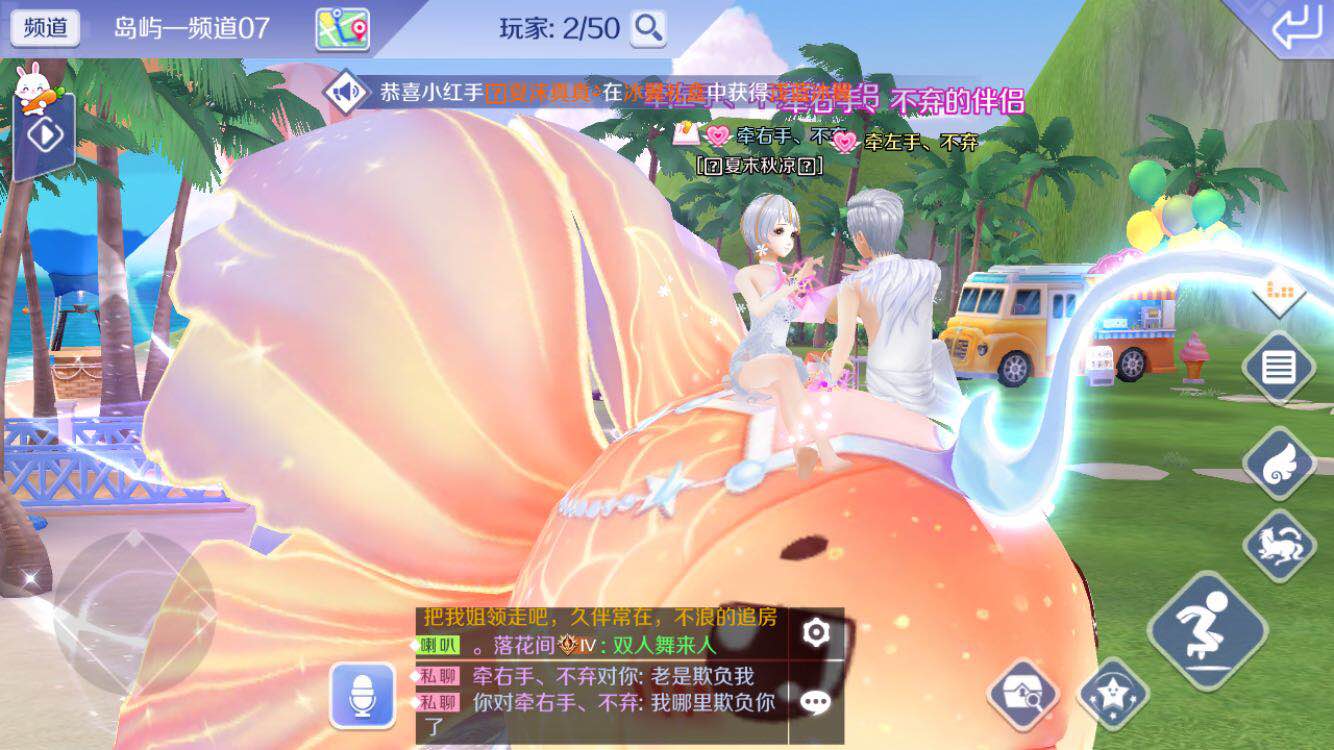 频道
岛屿—频道07
玩家: 2/50
恭喜小红手 在 中获得
不弃的伴侣
牵右手、不弃
牵左手、不弃
[?夏末秋凉?]
把我姐领走吧，久伴常在，不浪的追房
喇叭 。落花间 IV : 双人舞来人
私聊 牵右手、不弃对你: 老是欺负我
私聊 你对牵右手、不弃: 我哪里欺负你
了